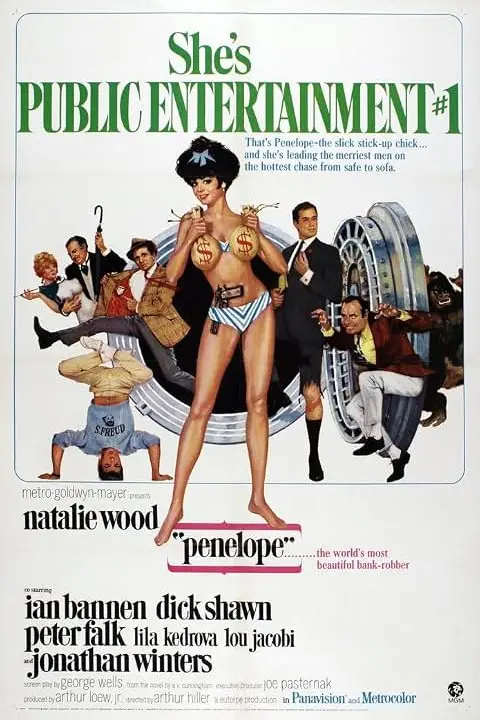 She's
PUBLIC ENTERTAINMENT #1
That's Penelope-the slick stick-up chick...
and she's leading the merriest men on
the hottest chase from safe to sofa.
$ $
S. FREUD
metro-goldwyn-mayer presents
natalie wood
"penelope"
.........the world's most
beautiful bank-robber
co starring
ian bannen dick shawn
peter falk lila kedrova lou jacobi
and jonathan winters
screen play by george wells from the novel by e.v. cunningham executive producer joe pasternak
produced by arthur loew, jr. directed by arthur hiller a euterpe production in Panavision and Metrocolor
MGM